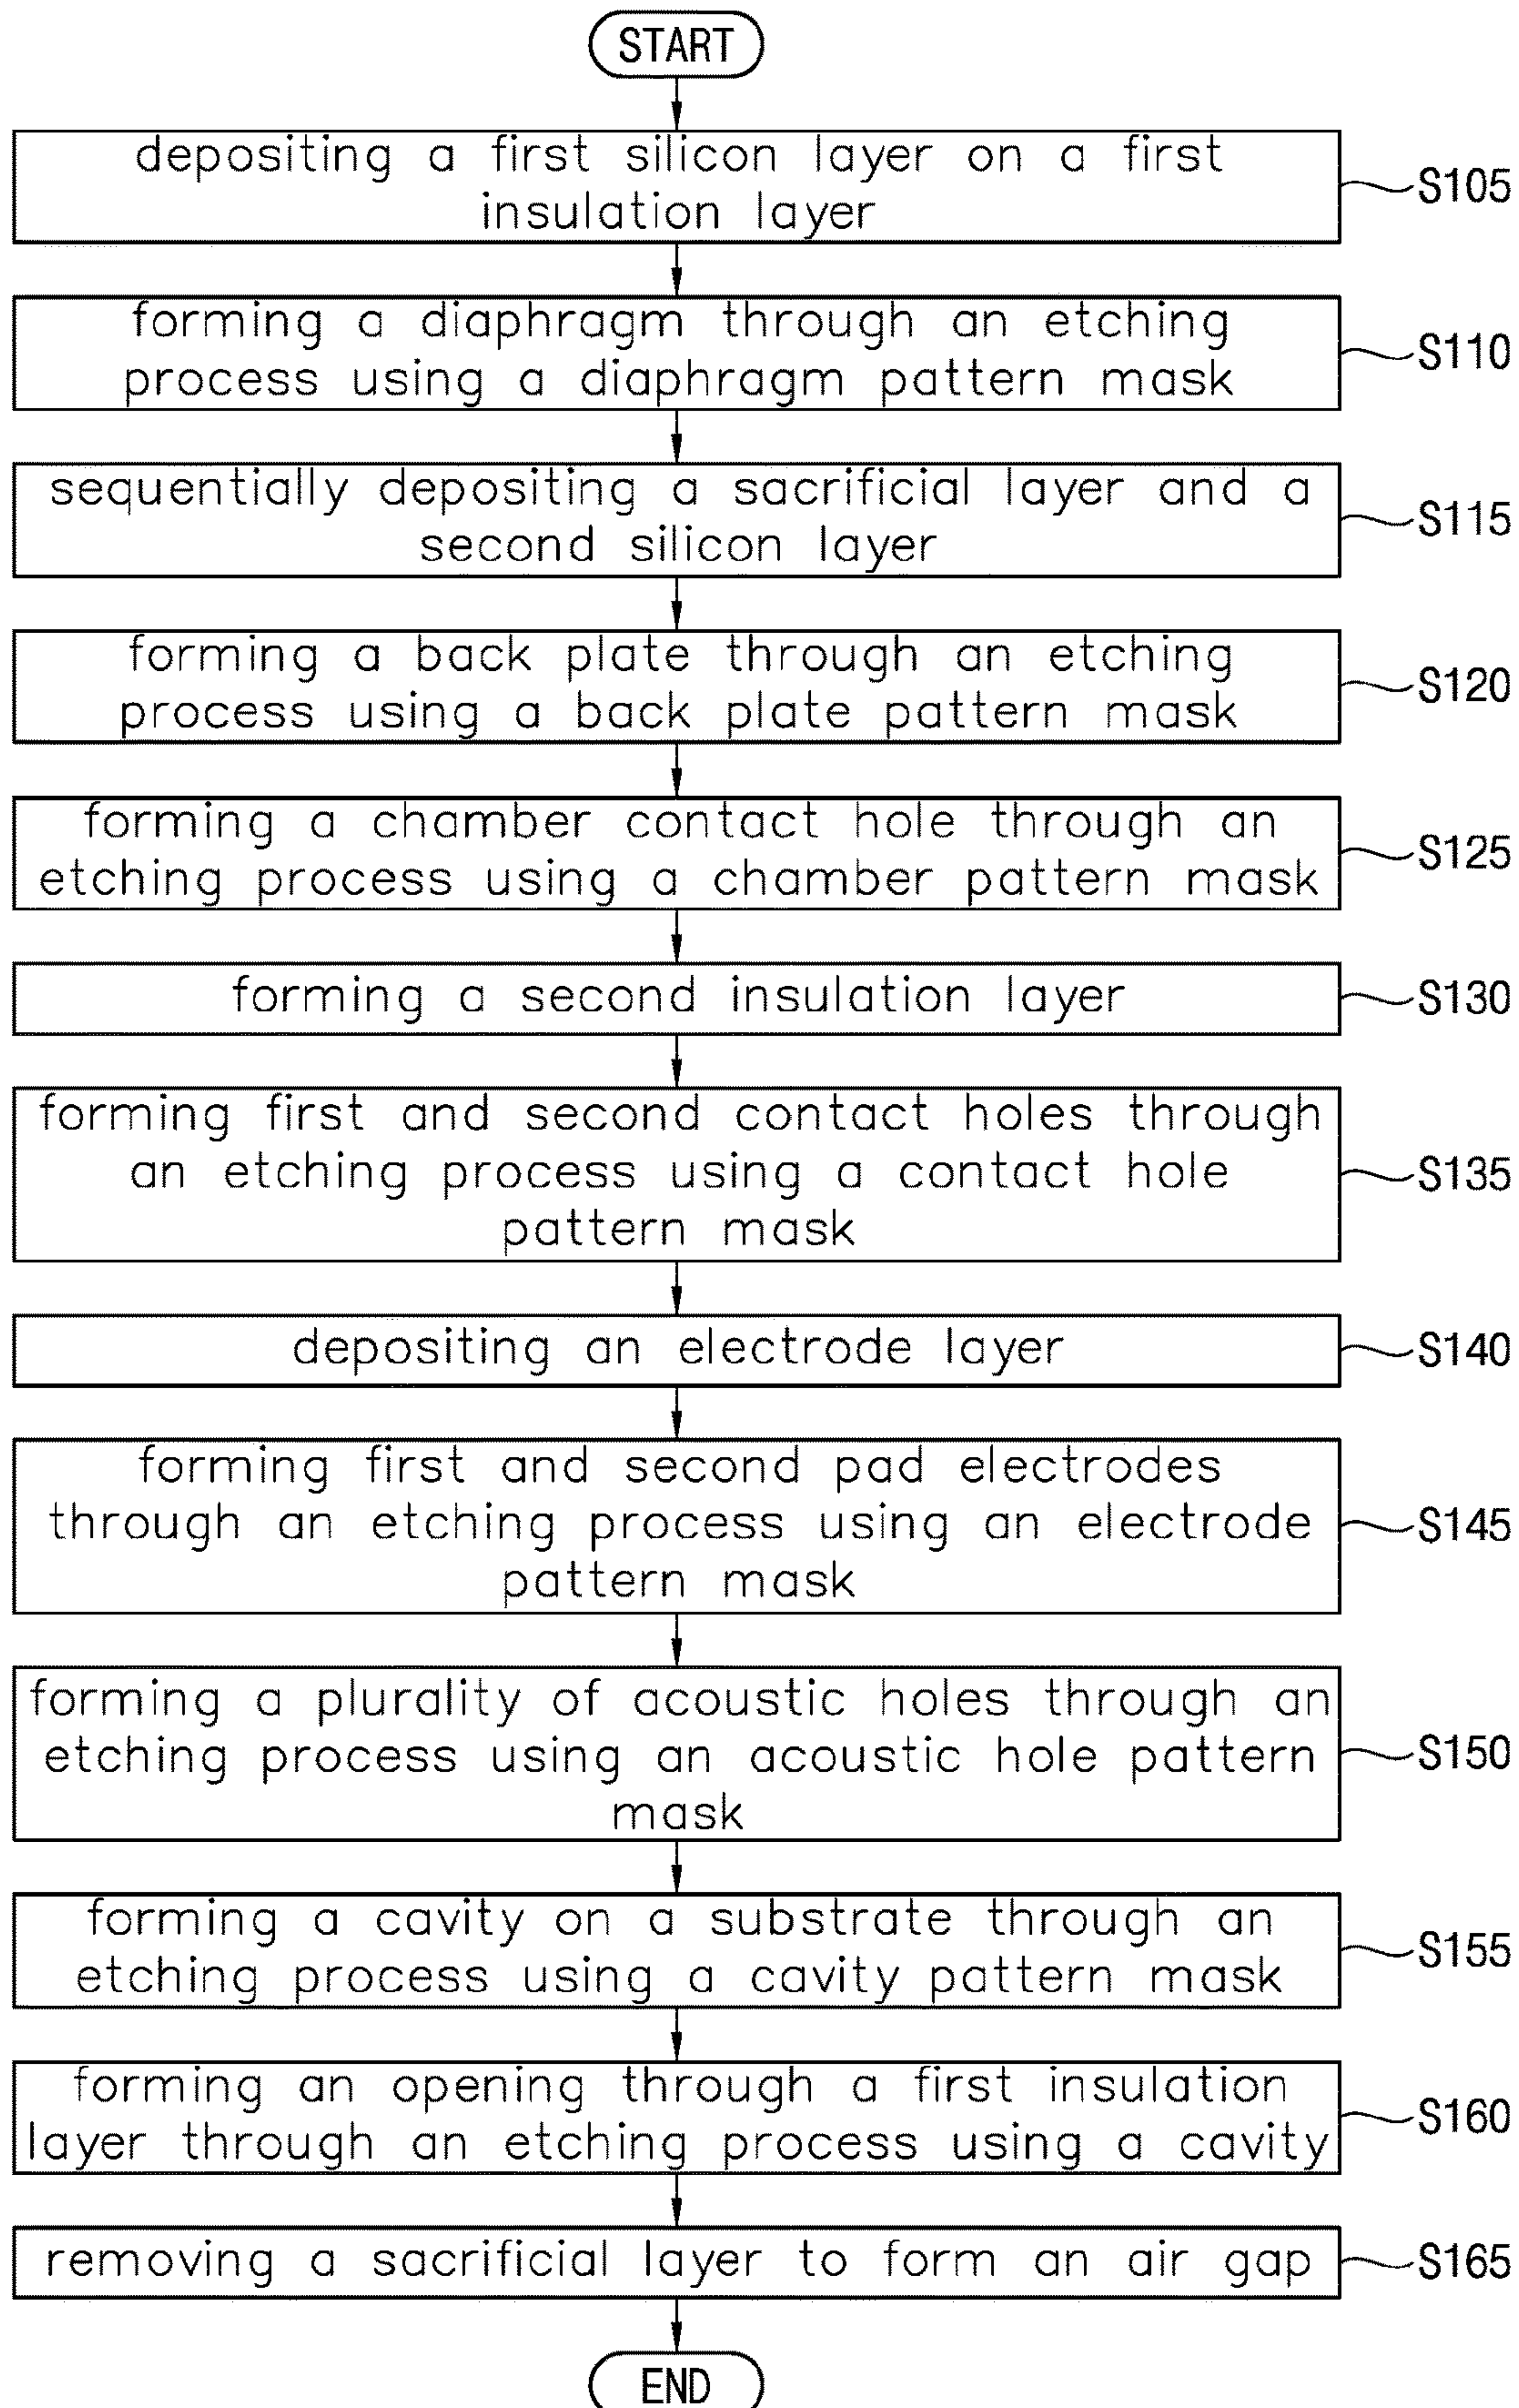 START
depositing a first silicon layer on a first
insulation layer
S105
forming a diaphragm through an etching
process using a diaphragm pattern mask
S110
sequentially depositing a sacrificial layer and a
second silicon layer
S115
forming a back plate through an etching
process using a back plate pattern mask
S120
forming a chamber contact hole through an
etching process using a chamber pattern mask
S125
forming a second insulation layer
S130
forming first and second contact holes through
an etching process using a contact hole
pattern mask
S135
depositing an electrode layer
S140
forming first and second pad electrodes
through an etching process using an electrode
pattern mask
S145
forming a plurality of acoustic holes through an
etching process using an acoustic hole pattern
mask
S150
forming a cavity on a substrate through an
etching process using a cavity pattern mask
S155
forming an opening through a first insulation
layer through an etching process using a cavity
S160
removing a sacrificial layer to form an air gap
S165
END